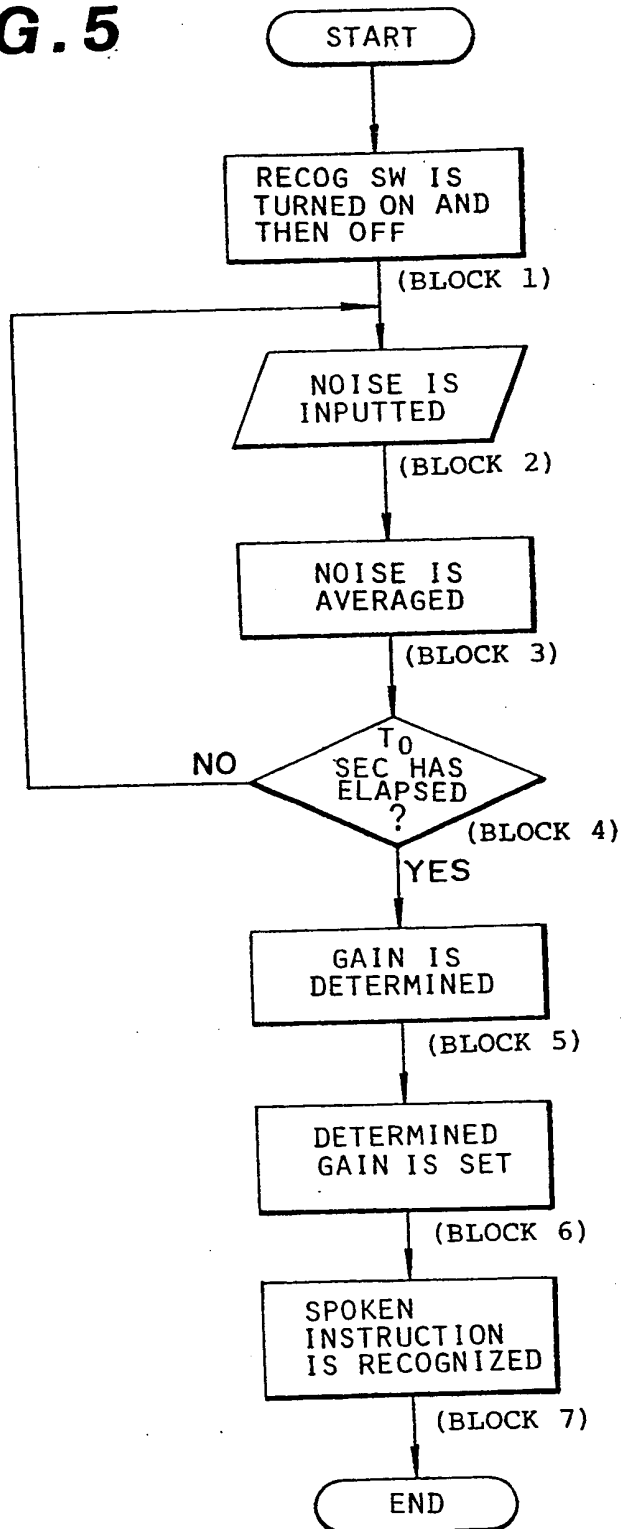 G.5
START
RECOG SW IS
TURNED ON AND
THEN OFF
(BLOCK 1)
NOISE IS
INPUTTED
(BLOCK 2)
NOISE IS
AVERAGED
(BLOCK 3)
T0
SEC HAS
ELAPSED
?
NO
(BLOCK 4)
YES
GAIN IS
DETERMINED
(BLOCK 5)
DETERMINED
GAIN IS SET
(BLOCK 6)
SPOKEN
INSTRUCTION
IS RECOGNIZED
(BLOCK 7)
END